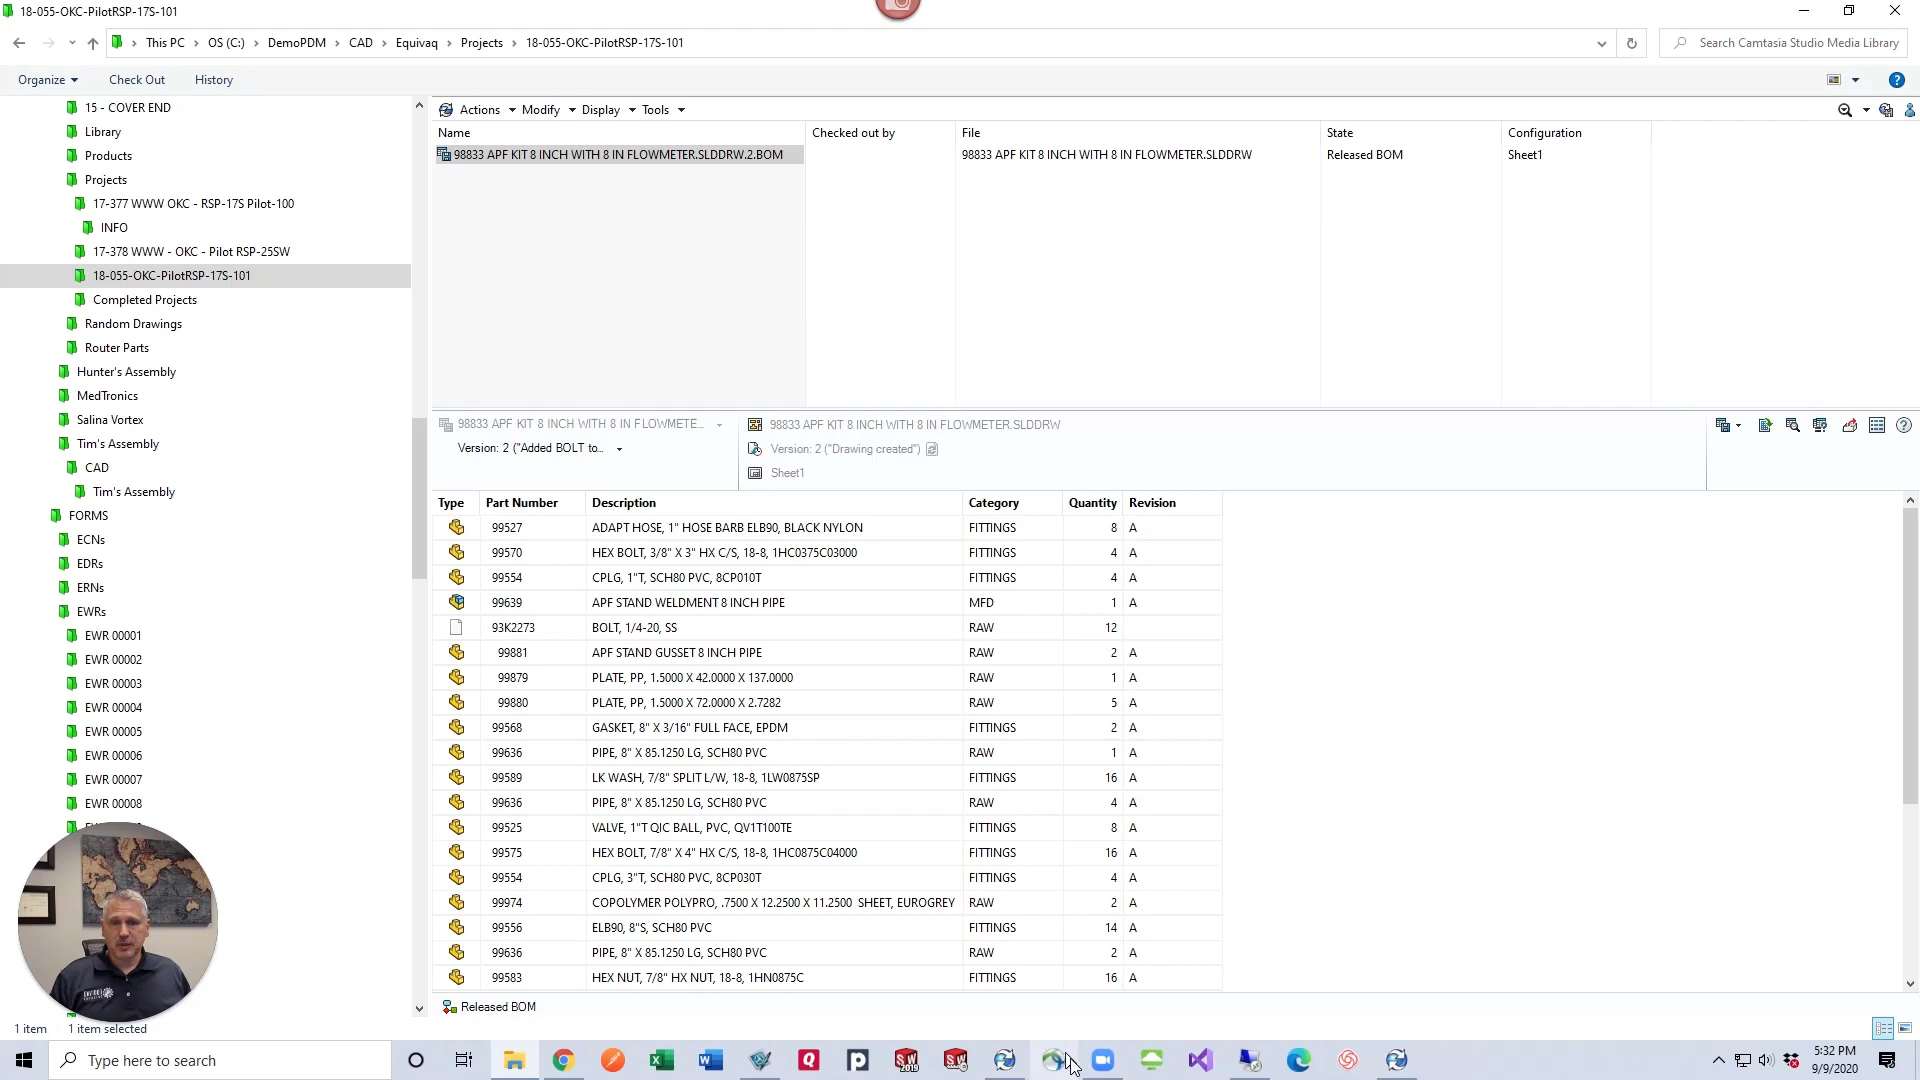 18-055-OKC-PilotRSP-17S-101
This PC > OS (C:) > DemoPDM > CAD > Equivaq > Projects > 18-055-OKC-PilotRSP-17S-101
Search Camtasia Studio Media Library
Organize Check Out History
15 - COVER END
Library
Products
Projects
17-377 WWW OKC - RSP-17S Pilot-100
INFO
17-378 WWW - OKC - Pilot RSP-25SW
18-055-OKC-PilotRSP-17S-101
Completed Projects
Random Drawings
Router Parts
Hunter's Assembly
MedTronics
Salina Vortex
Tim's Assembly
CAD
Tim's Assembly
FORMS
ECNs
EDRs
ERNs
EWRs
EWR 00001
EWR 00002
EWR 00003
EWR 00004
EWR 00005
EWR 00006
EWR 00007
EWR 00008
Actions Modify Display Tools
Name Checked out by File State Configuration
98833 APF KIT 8 INCH WITH 8 IN FLOWMETER.SLDDRW.2.BOM 98833 APF KIT 8 INCH WITH 8 IN FLOWMETER.SLDDRW Released BOM Sheet1
98833 APF KIT 8 INCH WITH 8 IN FLOWMETE... 98833 APF KIT 8 INCH WITH 8 IN FLOWMETER.SLDDRW
Version: 2 ("Added BOLT to... Version: 2 ("Drawing created")
Sheet1
Type Part Number Description Category Quantity Revision
99527 ADAPT HOSE, 1" HOSE BARB ELB90, BLACK NYLON FITTINGS 8 A
99570 HEX BOLT, 3/8" X 3" HX C/S, 18-8, 1HC0375C03000 FITTINGS 4 A
99554 CPLG, 1"T, SCH80 PVC, 8CP010T FITTINGS 4 A
99639 APF STAND WELDMENT 8 INCH PIPE MFD 1 A
93K2273 BOLT, 1/4-20, SS RAW 12
99881 APF STAND GUSSET 8 INCH PIPE RAW 2 A
99879 PLATE, PP, 1.5000 X 42.0000 X 137.0000 RAW 1 A
99880 PLATE, PP, 1.5000 X 72.0000 X 2.7282 RAW 5 A
99568 GASKET, 8" X 3/16" FULL FACE, EPDM FITTINGS 2 A
99636 PIPE, 8" X 85.1250 LG, SCH80 PVC RAW 1 A
99589 LK WASH, 7/8" SPLIT L/W, 18-8, 1LW0875SP FITTINGS 16 A
99636 PIPE, 8" X 85.1250 LG, SCH80 PVC RAW 4 A
99525 VALVE, 1"T QIC BALL, PVC, QV1T100TE FITTINGS 8 A
99575 HEX BOLT, 7/8" X 4" HX C/S, 18-8, 1HC0875C04000 FITTINGS 16 A
99554 CPLG, 3"T, SCH80 PVC, 8CP030T FITTINGS 4 A
99974 COPOLYMER POLYPRO, .7500 X 12.2500 X 11.2500 SHEET, EUROGREY RAW 2 A
99556 ELB90, 8"S, SCH80 PVC FITTINGS 14 A
99636 PIPE, 8" X 85.1250 LG, SCH80 PVC RAW 2 A
99583 HEX NUT, 7/8" HX NUT, 18-8, 1HN0875C FITTINGS 16 A
Released BOM
1 item 1 item selected
Type here to search
5:32 PM
9/9/2020